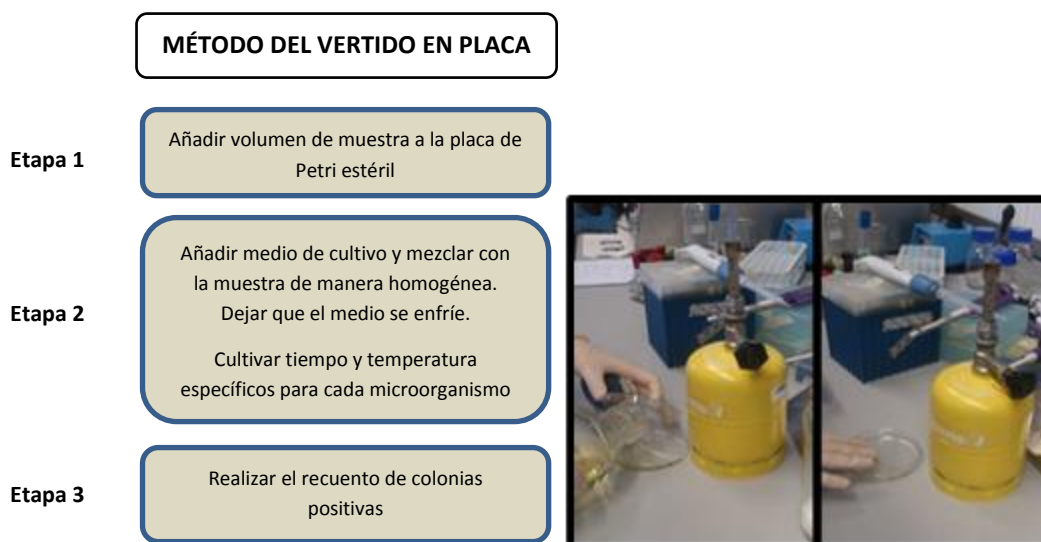 MÉTODO DEL VERTIDO EN PLACA
Etapa 1
Añadir volumen de muestra a la placa de
Petri estéril
Etapa 2
Añadir medio de cultivo y mezclar con
la muestra de manera homogénea.
Dejar que el medio se enfríe.
Cultivar tiempo y temperatura
específicos para cada microorganismo
Etapa 3
Realizar el recuento de colonias
positivas